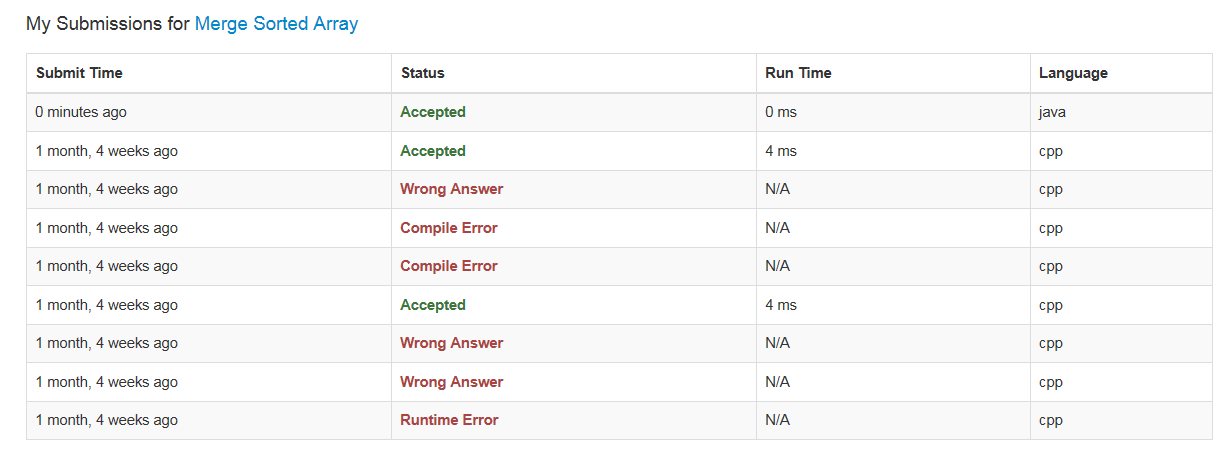 My Submissions for Merge Sorted Array
Submit Time Status Run Time Language
0 minutes ago Accepted 0 ms java
1 month, 4 weeks ago Accepted 4 ms cpp
1 month, 4 weeks ago Wrong Answer N/A cpp
1 month, 4 weeks ago Compile Error N/A cpp
1 month, 4 weeks ago Compile Error N/A cpp
1 month, 4 weeks ago Accepted 4 ms cpp
1 month, 4 weeks ago Wrong Answer N/A cpp
1 month, 4 weeks ago Wrong Answer N/A cpp
1 month, 4 weeks ago Runtime Error N/A cpp